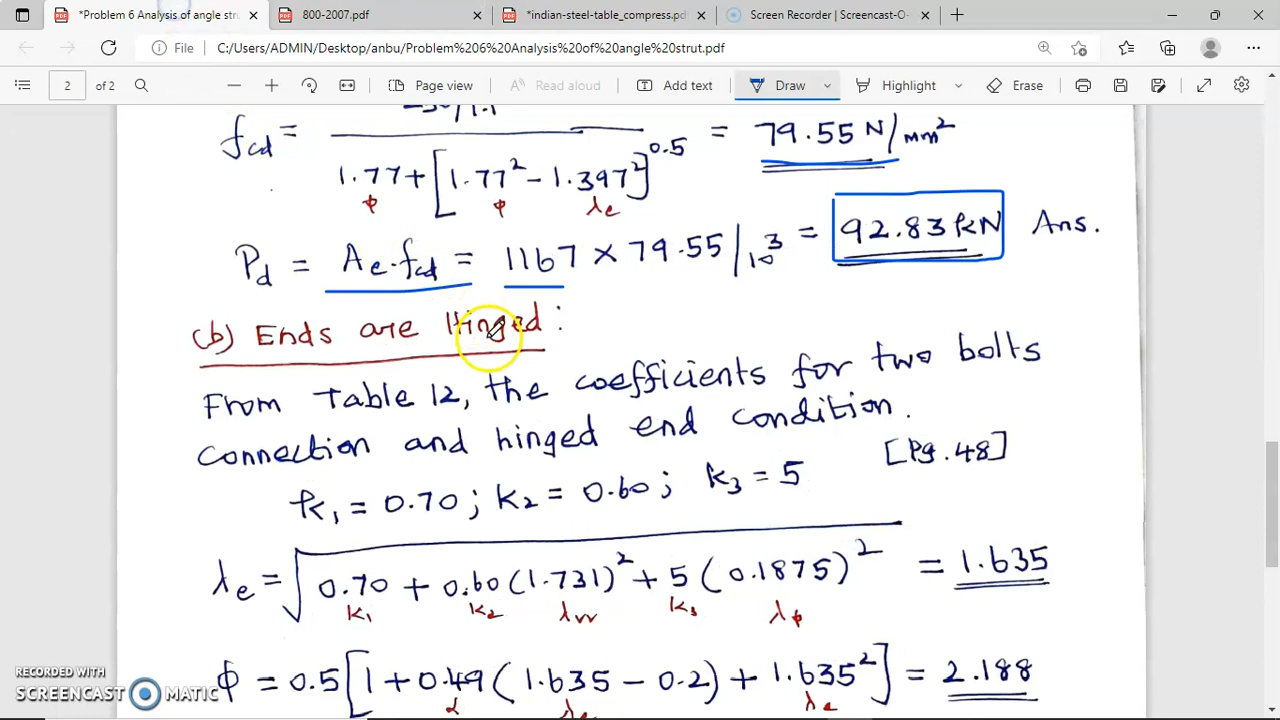 *Problem 6 Analysis of angle str
800-2007.pdf
*indian-steel-table_compress.pd
Screen Recorder | Screencast-O-
File C:/Users/ADMIN/Desktop/anbu/Problem%206%20Analysis%20of%20angle%20strut.pdf
2 of 2 Page view Read aloud Add text Draw Highlight Erase
fcd = 1.77+[1.77² - 1.397²]^0.5 = 79.55 N/mm²
ϕ ϕ λe
Pd = Ae.fcd = 1167 × 79.55/10³ = 92.83 kN Ans.
(b) Ends are Hinged :
From Table 12, the coefficients for two bolts
connection and hinged end condition.
[Pg.48]
K₁ = 0.70 ; K₂ = 0.60 ; K₃ = 5
λe = √0.70 + 0.60 (1.731)² + 5 (0.1875)² = 1.635
K₁ K₂ λvv K₃ λϕ
ϕ = 0.5 [1 + 0.49 (1.635 - 0.2) + 1.635²] = 2.188
α λe λe
RECORDED WITH
SCREENCAST MATIC